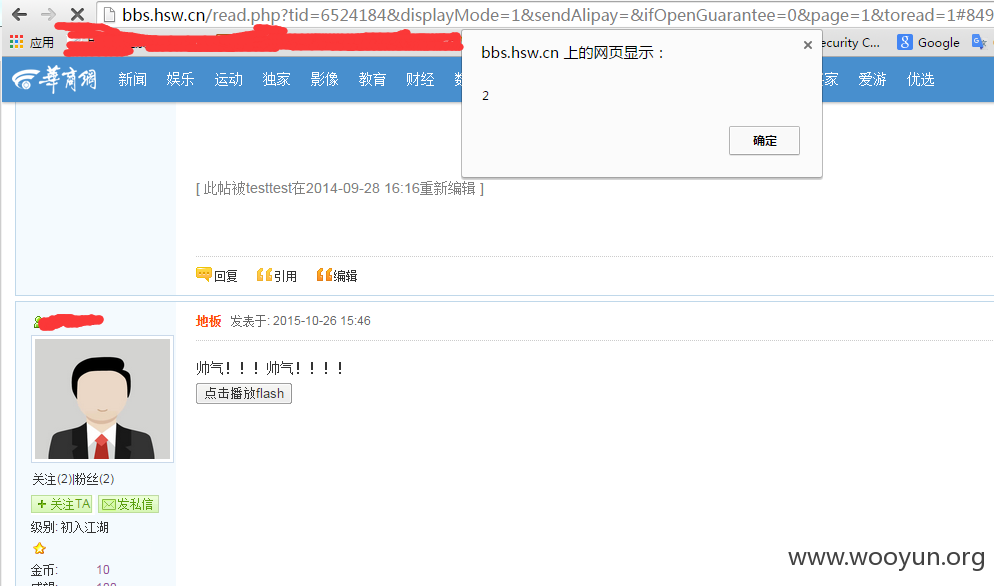 bbs.hsw.cn/read.php?tid=6524184&displayMode=1&sendAlipay=&ifOpenGuarantee=0&page=1&toread=1#849
应用
ecurity C...
Google
bbs.hsw.cn 上的网页显示：
2
确定
華商網 新闻 娱乐 运动 独家 影像 教育 财经 家 爱游 优选
[ 此帖被testtest在2014-09-28 16:16重新编辑 ]
回复 引用 编辑
地板 发表于: 2015-10-26 15:46
帅气！！！帅气！！！！
点击播放flash
关注(2)|粉丝(2)
关注TA 发私信
级别: 初入江湖
金币: 10
www.wooyun.org